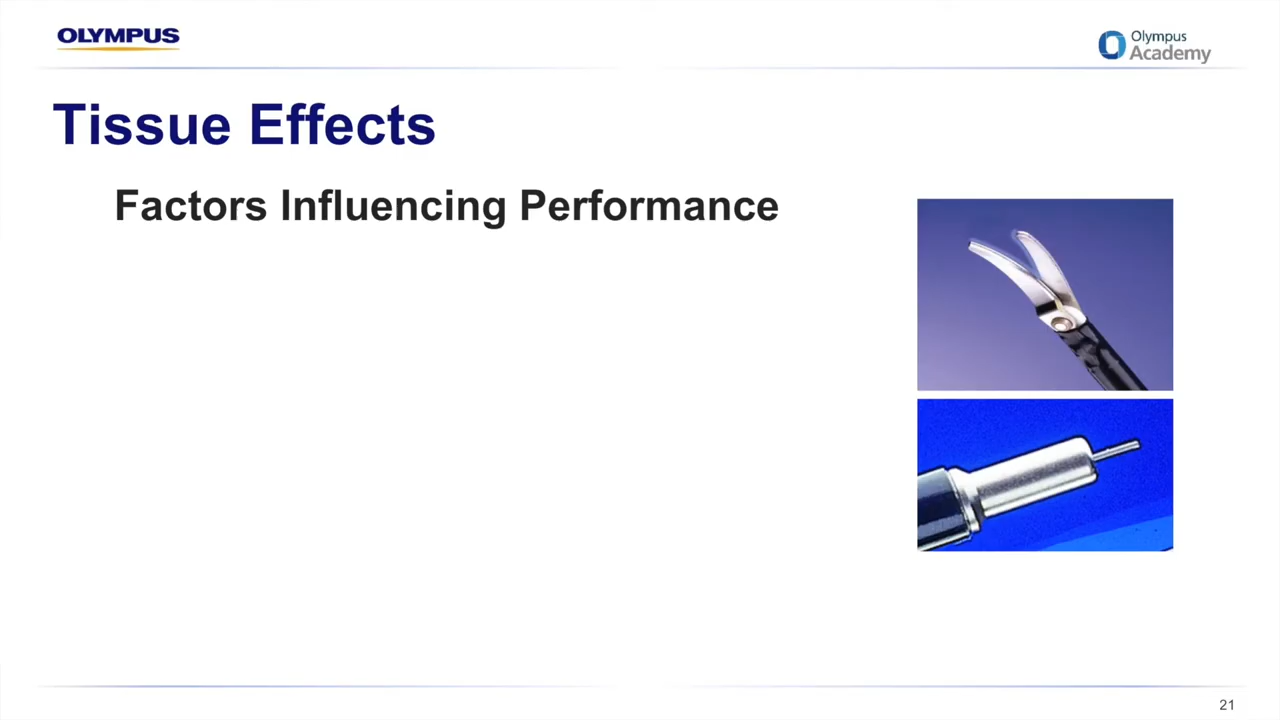 OLYMPUS
Olympus
Academy
Tissue Effects
Factors Influencing Performance
21